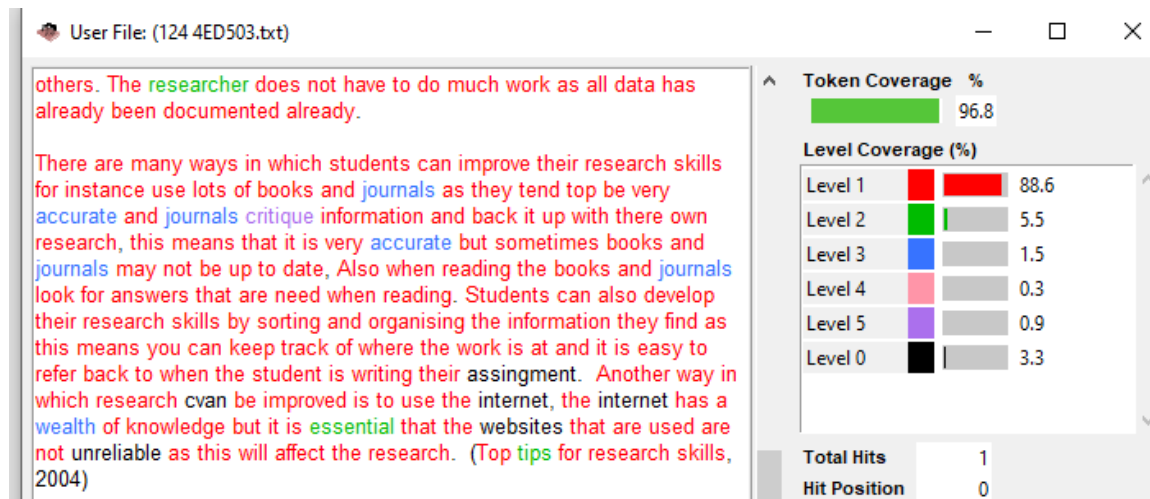 User File: (124 4ED503.txt)
others. The researcher does not have to do much work as all data has
already been documented already.
There are many ways in which students can improve their research skills
for instance use lots of books and journals as they tend top be very
accurate and journals critique information and back it up with there own
research, this means that it is very accurate but sometimes books and
journals may not be up to date, Also when reading the books and journals
look for answers that are need when reading. Students can also develop
their research skills by sorting and organising the information they find as
this means you can keep track of where the work is at and it is easy to
refer back to when the student is writing their assingment.  Another way in
which research cvan be improved is to use the internet, the internet has a
wealth of knowledge but it is essential that the websites that are used are
not unreliable as this will affect the research.  (Top tips for research skills,
2004)
Token Coverage %
96.8
Level Coverage (%)
Level 1 88.6
Level 2 5.5
Level 3 1.5
Level 4 0.3
Level 5 0.9
Level 0 3.3
Total Hits 1
Hit Position 0